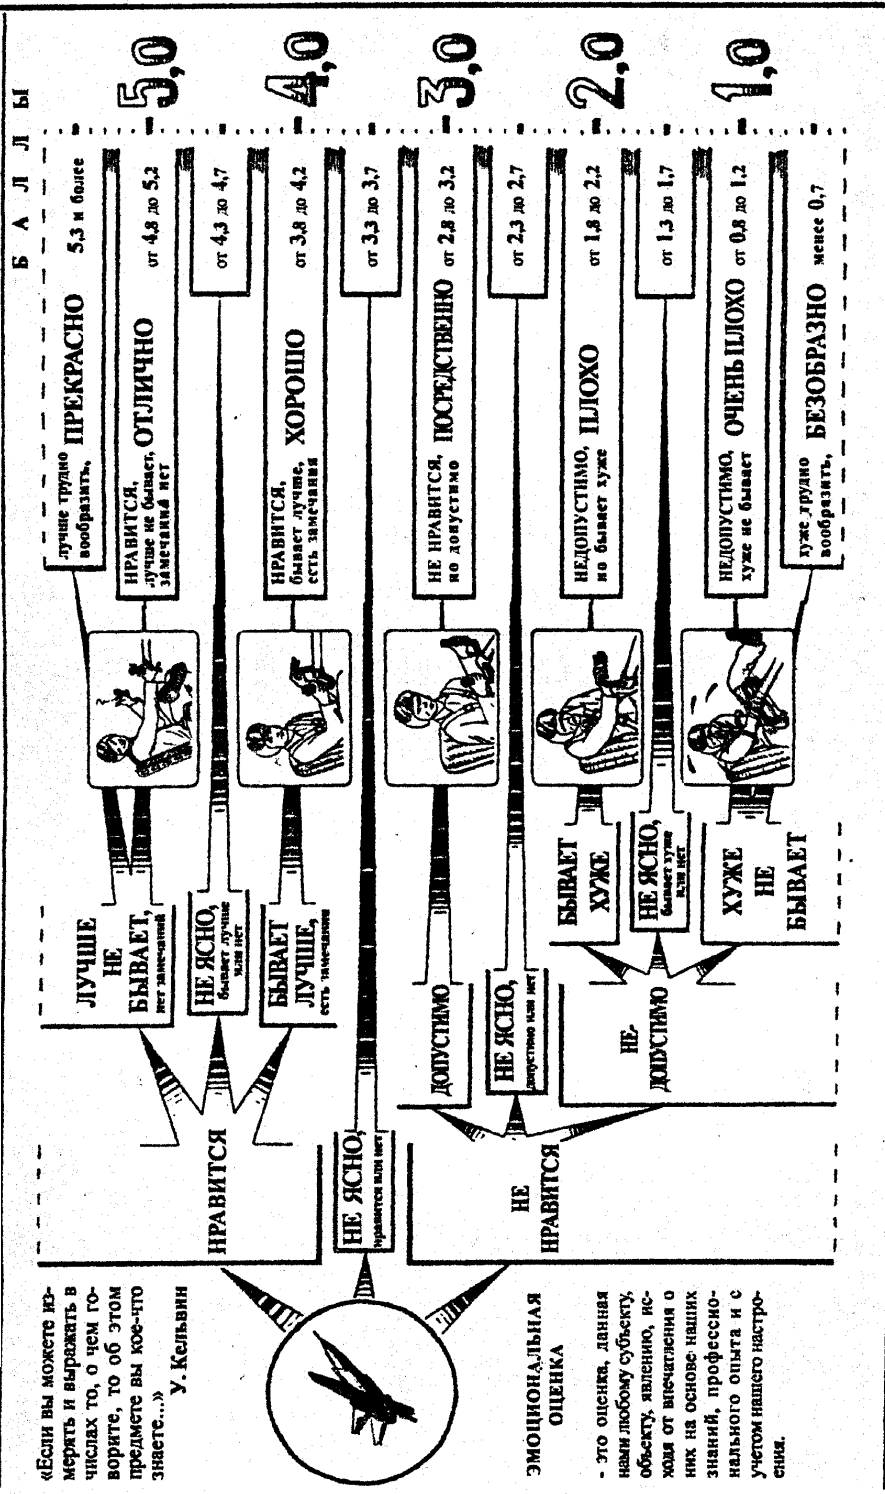 «Если вы можете из-
мерять и выражать в
числах то, о чем го-
ворите, то об этом
предмете вы кое-что
знаете...»
У. Кельвин
ЭМОЦИОНАЛЬНАЯ
ОЦЕНКА
- это оценка, данная
нами любому субъекту,
объекту, явлению, ис-
ходя от впечатления о
них на основе наших
знаний, профессио-
нального опыта и с
учетом нашего настро-
ения.
НРАВИТСЯ
НЕ ЯСНО,
нравится или нет
НЕ
НРАВИТСЯ
ЛУЧШЕ
НЕ
БЫВАЕТ,
нет замечаний
НЕ ЯСНО,
бывает лучше
или нет
БЫВАЕТ
ЛУЧШЕ,
есть замечания
ДОПУСТИМО
НЕ ЯСНО,
допустимо или нет
НЕ-
ДОПУСТИМО
БЫВАЕТ
ХУЖЕ
НЕ ЯСНО,
бывает хуже
или нет
ХУЖЕ
НЕ
БЫВАЕТ
лучше трудно
вообразить,
ПРЕКРАСНО
5,3 и более
НРАВИТСЯ,
лучше не бывает,
замечаний нет
ОТЛИЧНО
от 4,8 до 5,2
от 4,3 до 4,7
НРАВИТСЯ,
бывает лучше,
есть замечания
ХОРОШО
от 3,8 до 4,2
от 3,3 до 3,7
НЕ НРАВИТСЯ,
но допустимо
ПОСРЕДСТВЕННО
от 2,8 до 3,2
от 2,3 до 2,7
НЕДОПУСТИМО,
но бывает хуже
ПЛОХО
от 1,8 до 2,2
от 1,3 до 1,7
НЕДОПУСТИМО,
хуже не бывает
ОЧЕНЬ ПЛОХО
от 0,8 до 1,2
хуже трудно
вообразить,
БЕЗОБРАЗНО
менее 0,7
БАЛЛЫ
5,0
4,0
3,0
2,0
1,0